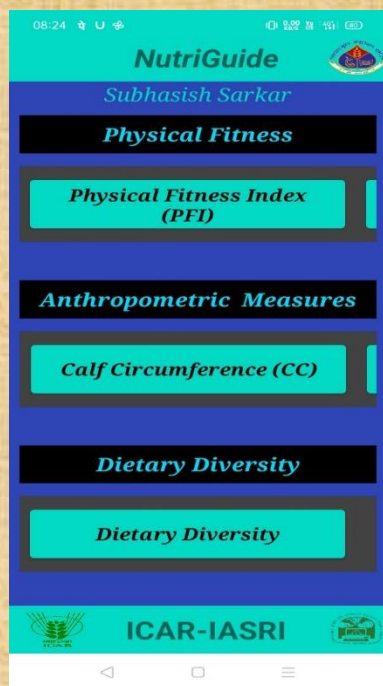 08:24
NutriGuide
Subhasish Sarkar
Physical Fitness
Physical Fitness Index
(PFI)
Anthropometric Measures
Calf Circumference (CC)
Dietary Diversity
Dietary Diversity
ICAR-IASRI